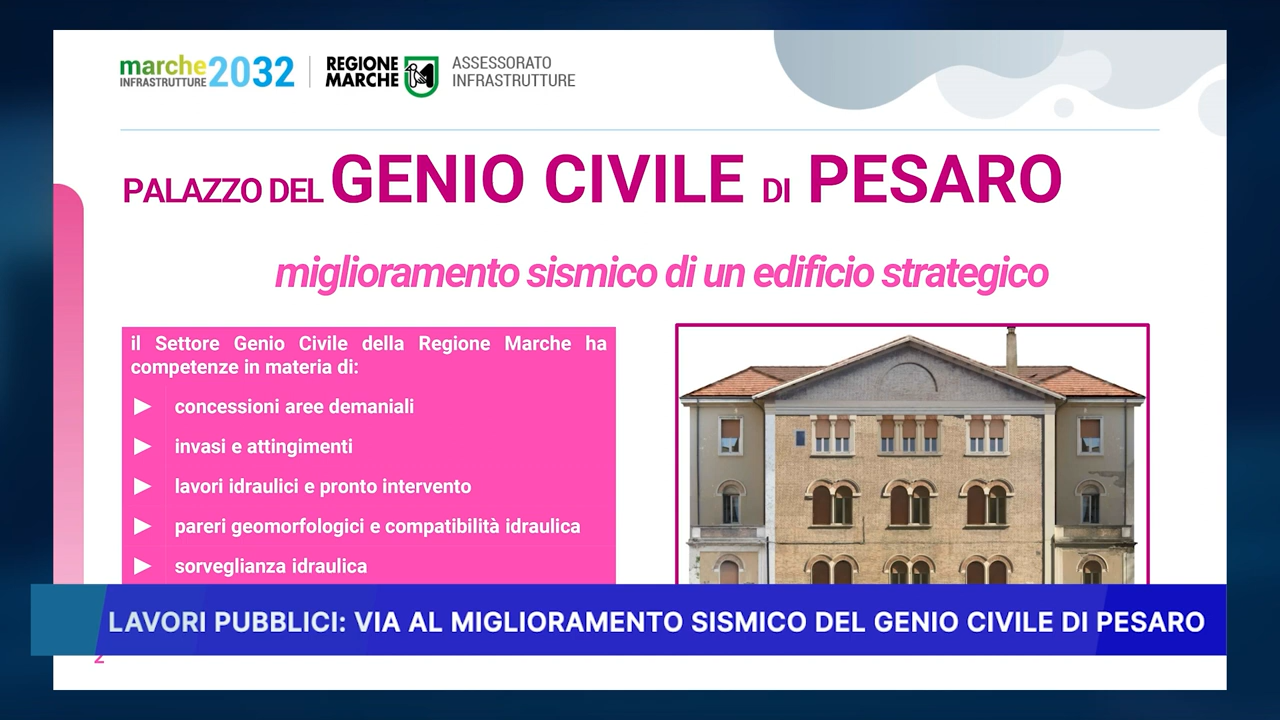 marche 2032
INFRASTRUTTURE
REGIONE
MARCHE
ASSESSORATO
INFRASTRUTTURE
PALAZZO DEL GENIO CIVILE DI PESARO
miglioramento sismico di un edificio strategico
il Settore Genio Civile della Regione Marche ha
competenze in materia di:
concessioni aree demaniali
invasi e attingimenti
lavori idraulici e pronto intervento
pareri geomorfologici e compatibilità idraulica
sorveglianza idraulica
LAVORI PUBBLICI: VIA AL MIGLIORAMENTO SISMICO DEL GENIO CIVILE DI PESARO
2